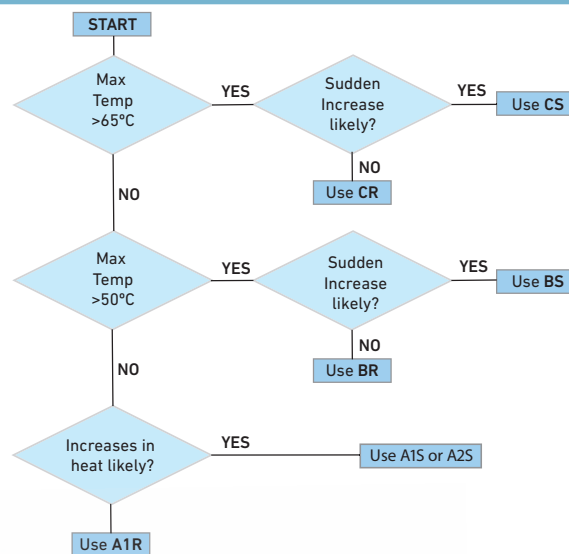 START
Max
Temp
>65ºC
YES
Sudden
Increase
likely?
YES
Use CS
NO
Use CR
NO
Max
Temp
>50ºC
YES
Sudden
Increase
likely?
YES
Use BS
NO
Use BR
NO
Increases in
heat likely?
YES
Use A1S or A2S
Use A1R